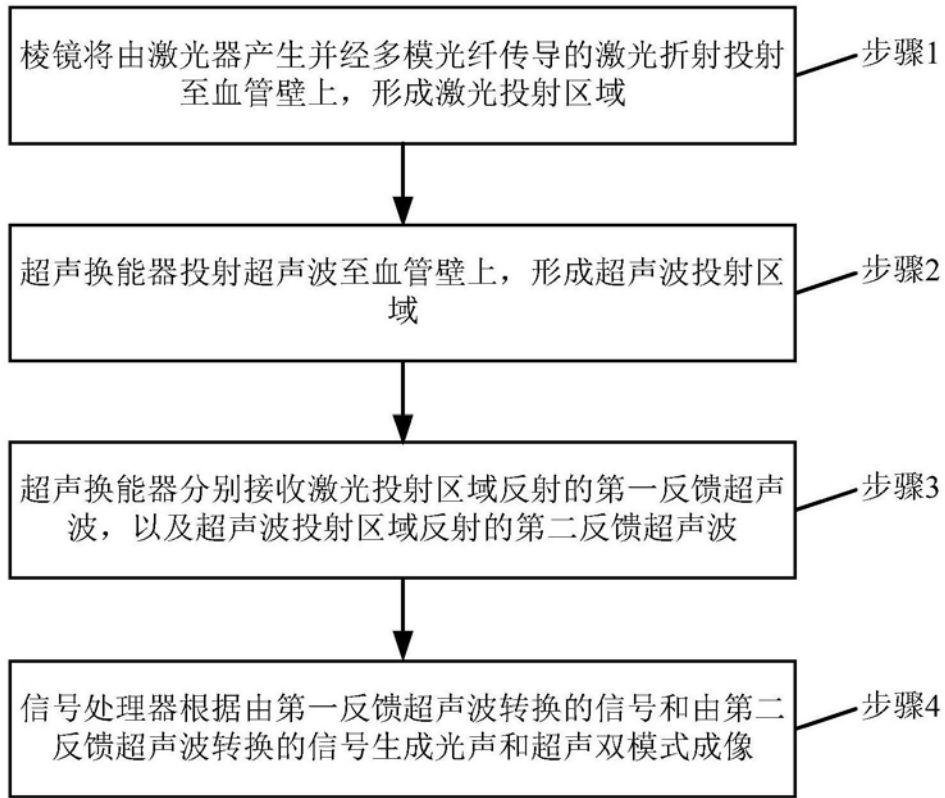 棱镜将由激光器产生并经多模光纤传导的激光折射投射
至血管壁上，形成激光投射区域
步骤1
超声换能器投射超声波至血管壁上，形成超声波投射区
域
步骤2
超声换能器分别接收激光投射区域反射的第一反馈超声
波，以及超声波投射区域反射的第二反馈超声波
步骤3
信号处理器根据由第一反馈超声波转换的信号和由第二
反馈超声波转换的信号生成光声和超声双模式成像
步骤4